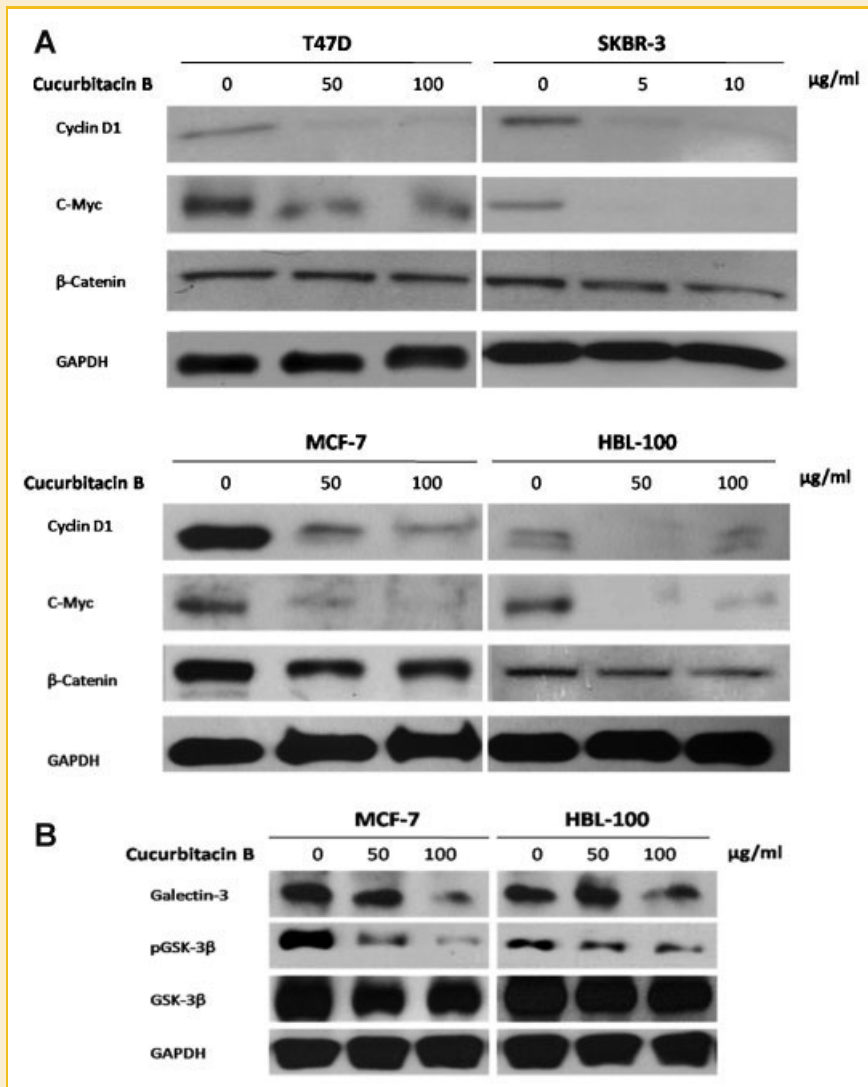 A
T47D SKBR-3
Cucurbitacin B 0 50 100 0 5 10 μg/ml
Cyclin D1
C-Myc
β-Catenin
GAPDH
MCF-7 HBL-100
Cucurbitacin B 0 50 100 0 50 100 μg/ml
Cyclin D1
C-Myc
β-Catenin
GAPDH
B
MCF-7 HBL-100
Cucurbitacin B 0 50 100 0 50 100 μg/ml
Galectin-3
pGSK-3β
GSK-3β
GAPDH